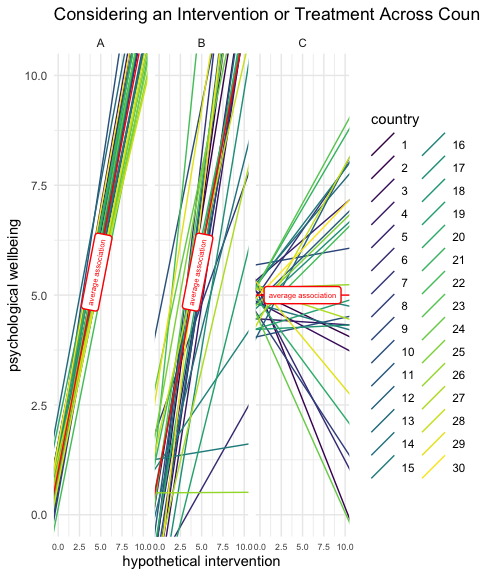 Considering an Intervention or Treatment Across Coun
A B C
10.0
7.5
5.0
2.5
0.0
psychological wellbeing
average association
average association
average association
0.0 2.5 5.0 7.5 10.0 0.0 2.5 5.0 7.5 10.0 0.0 2.5 5.0 7.5 10.0
hypothetical intervention
country
1 16
2 17
3 18
4 19
5 20
6 21
7 22
8 23
9 24
10 25
11 26
12 27
13 28
14 29
15 30